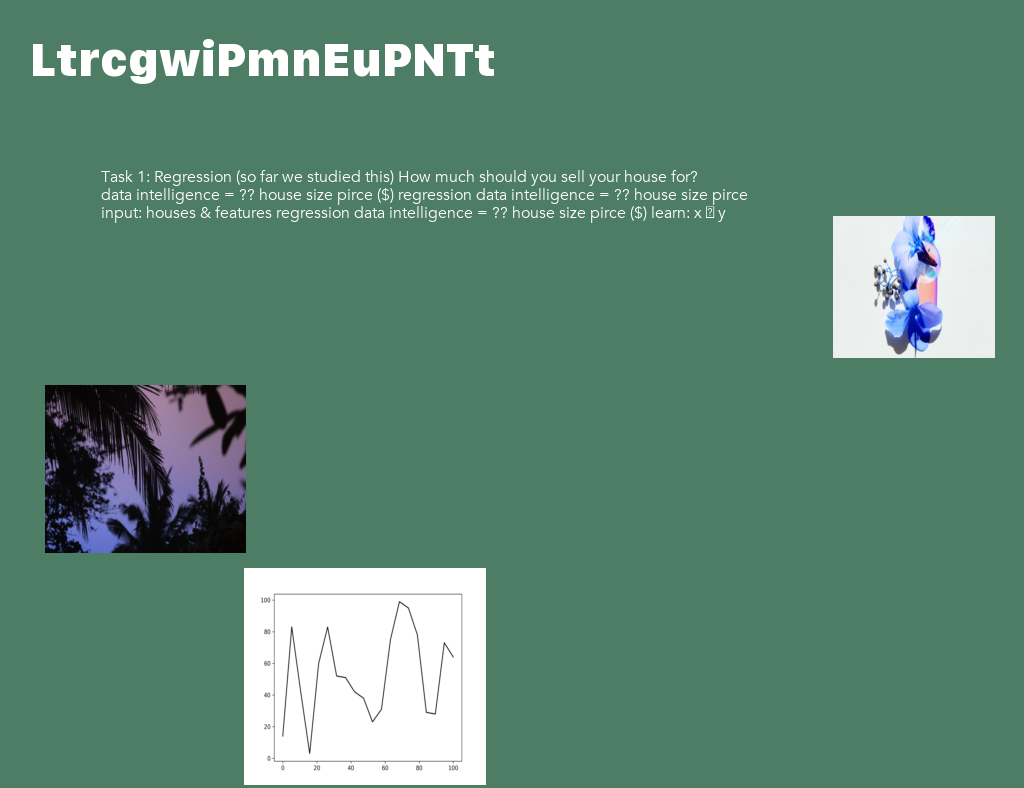 LtrcgwiPmnEuPNTt
Task 1: Regression (so far we studied this) How much should you sell your house for?
data intelligence = ?? house size pirce ($) regression data intelligence = ?? house size pirce
input: houses & features regression data intelligence = ?? house size pirce ($) learn: x  y
100
80
60
40
20
0
0 20 40 60 80 100